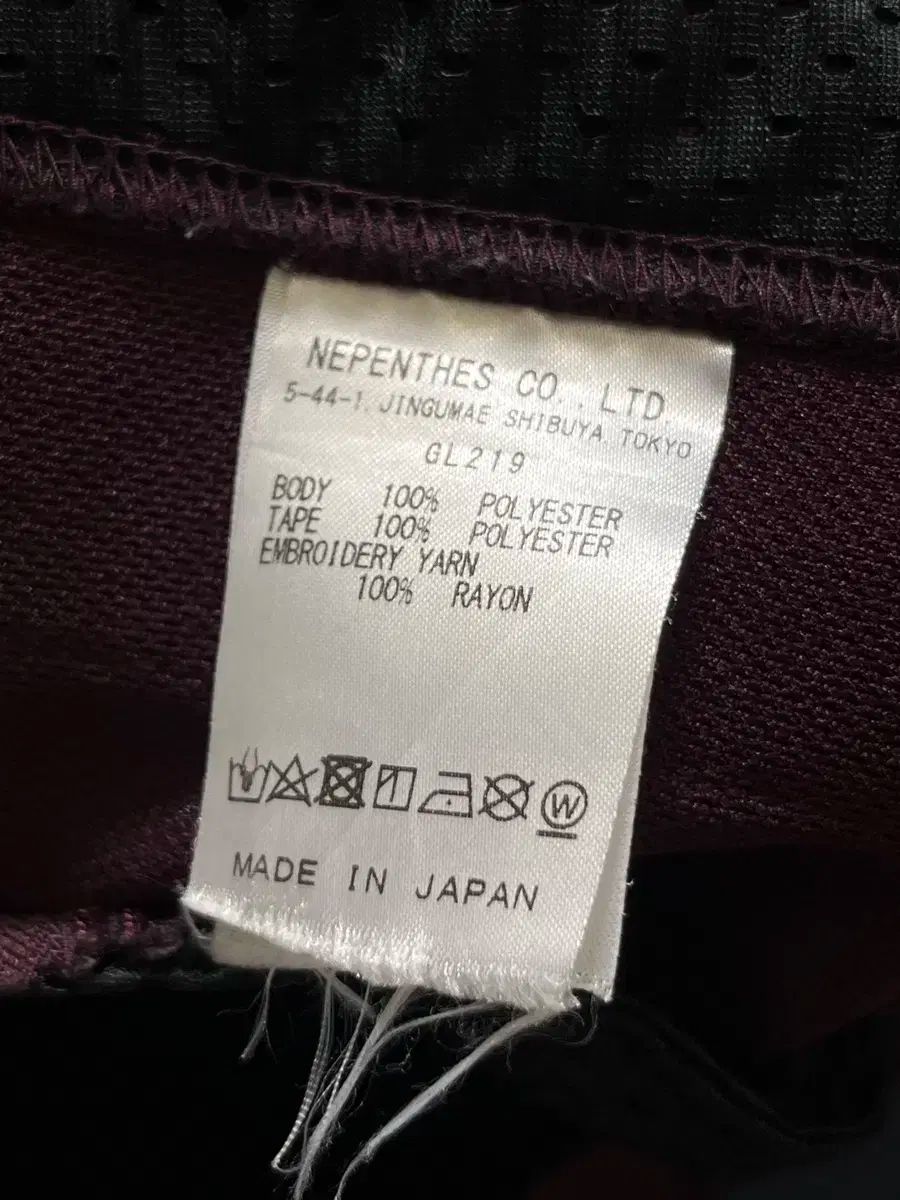 NEPENTHES CO., LTD
5-44-1, JINGUMAE SHIBUYA, TOKYO
GL219
BODY 100% POLYESTER
TAPE 100% POLYESTER
EMBROIDERY YARN
100% RAYON
W
MADE IN JAPAN